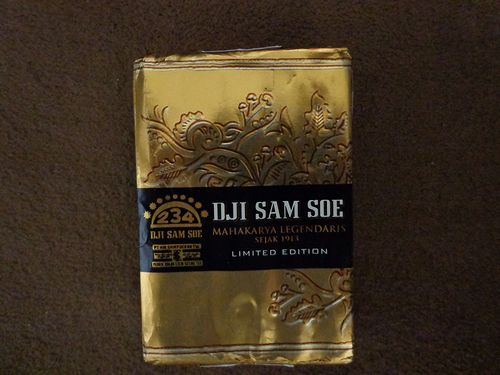 234
DJI SAM SOE
DJI SAM SOE
MAHAKARYA LEGENDARIS
SEJAK 1913
LIMITED EDITION